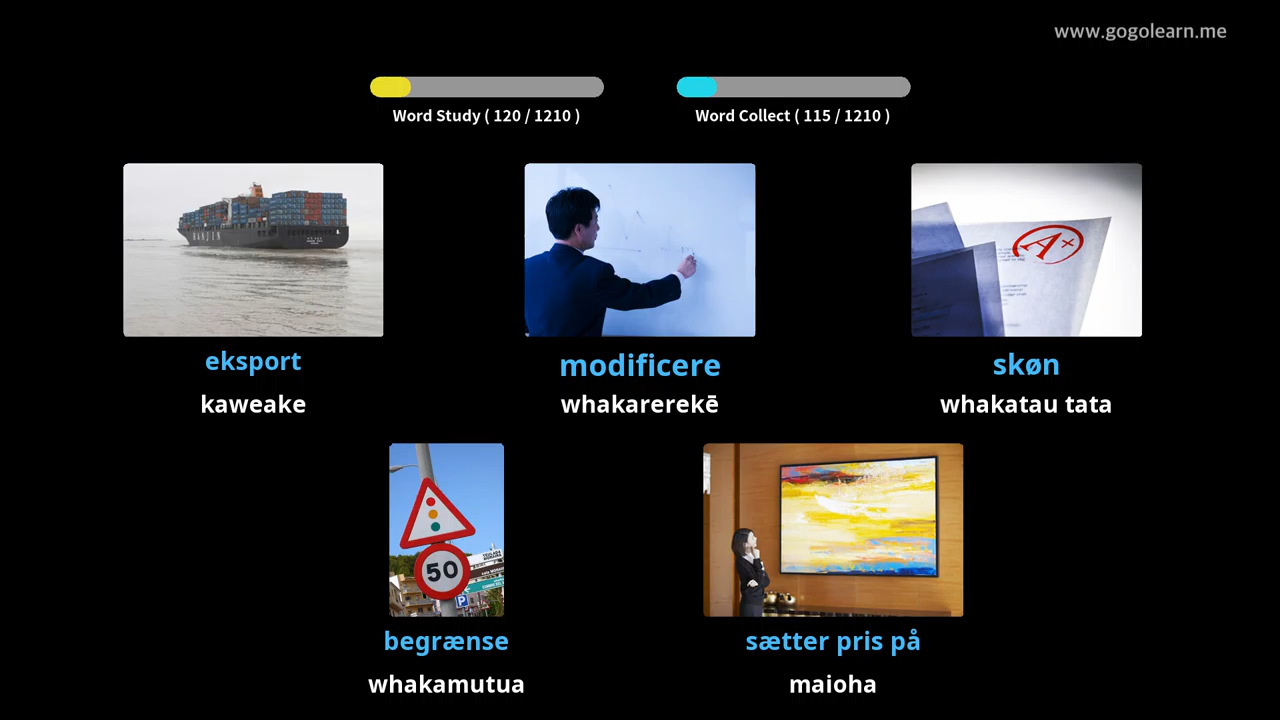 www.gogolearn.me
Word Study ( 120 / 1210 )
Word Collect ( 115 / 1210 )
A+
eksport
kaweake
modificere
whakarerekē
skøn
whakatau tata
50
P
begrænse
whakamutua
sætter pris på
maioha